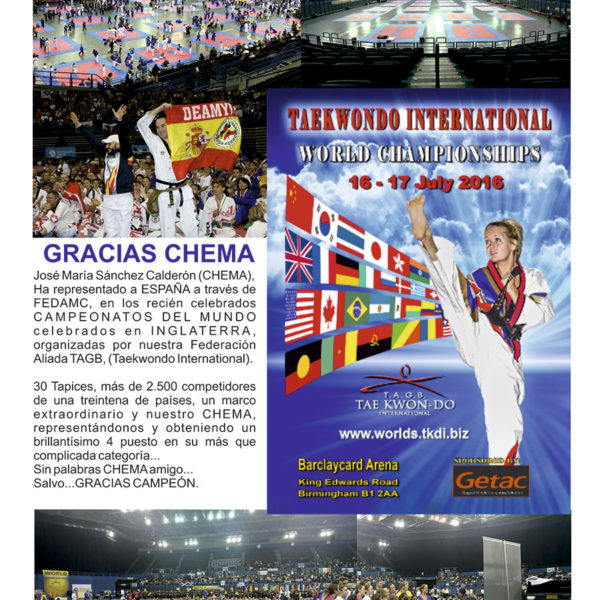 DEAMYI
TAEKWONDO INTERNATIONAL
WORLD CHAMPIONSHIPS
16 - 17 July 2016
GRACIAS CHEMA
José María Sánchez Calderón (CHEMA),
Ha representado a ESPAÑA a través de
FEDAMC, en los recién celebrados
CAMPEONATOS DEL MUNDO
celebrados en INGLATERRA,
organizadas por nuestra Federación
Aliada TAGB, (Taekwondo International).
30 Tapices, más de 2.500 competidores
de una treintena de países, un marco
extraordinario y nuestro CHEMA,
representándonos y obteniendo un
brillantísimo 4 puesto en su más que
complicada categoría...
Sin palabras CHEMA amigo...
Salvo...GRACIAS CAMPEÓN.
T.A.G.B.
TAE KWON-DO
INTERNATIONAL
www.worlds.tkdi.biz
Barclaycard Arena
King Edwards Road
Birmingham B1 2AA
SPONSORED BY
Getac
WORLD